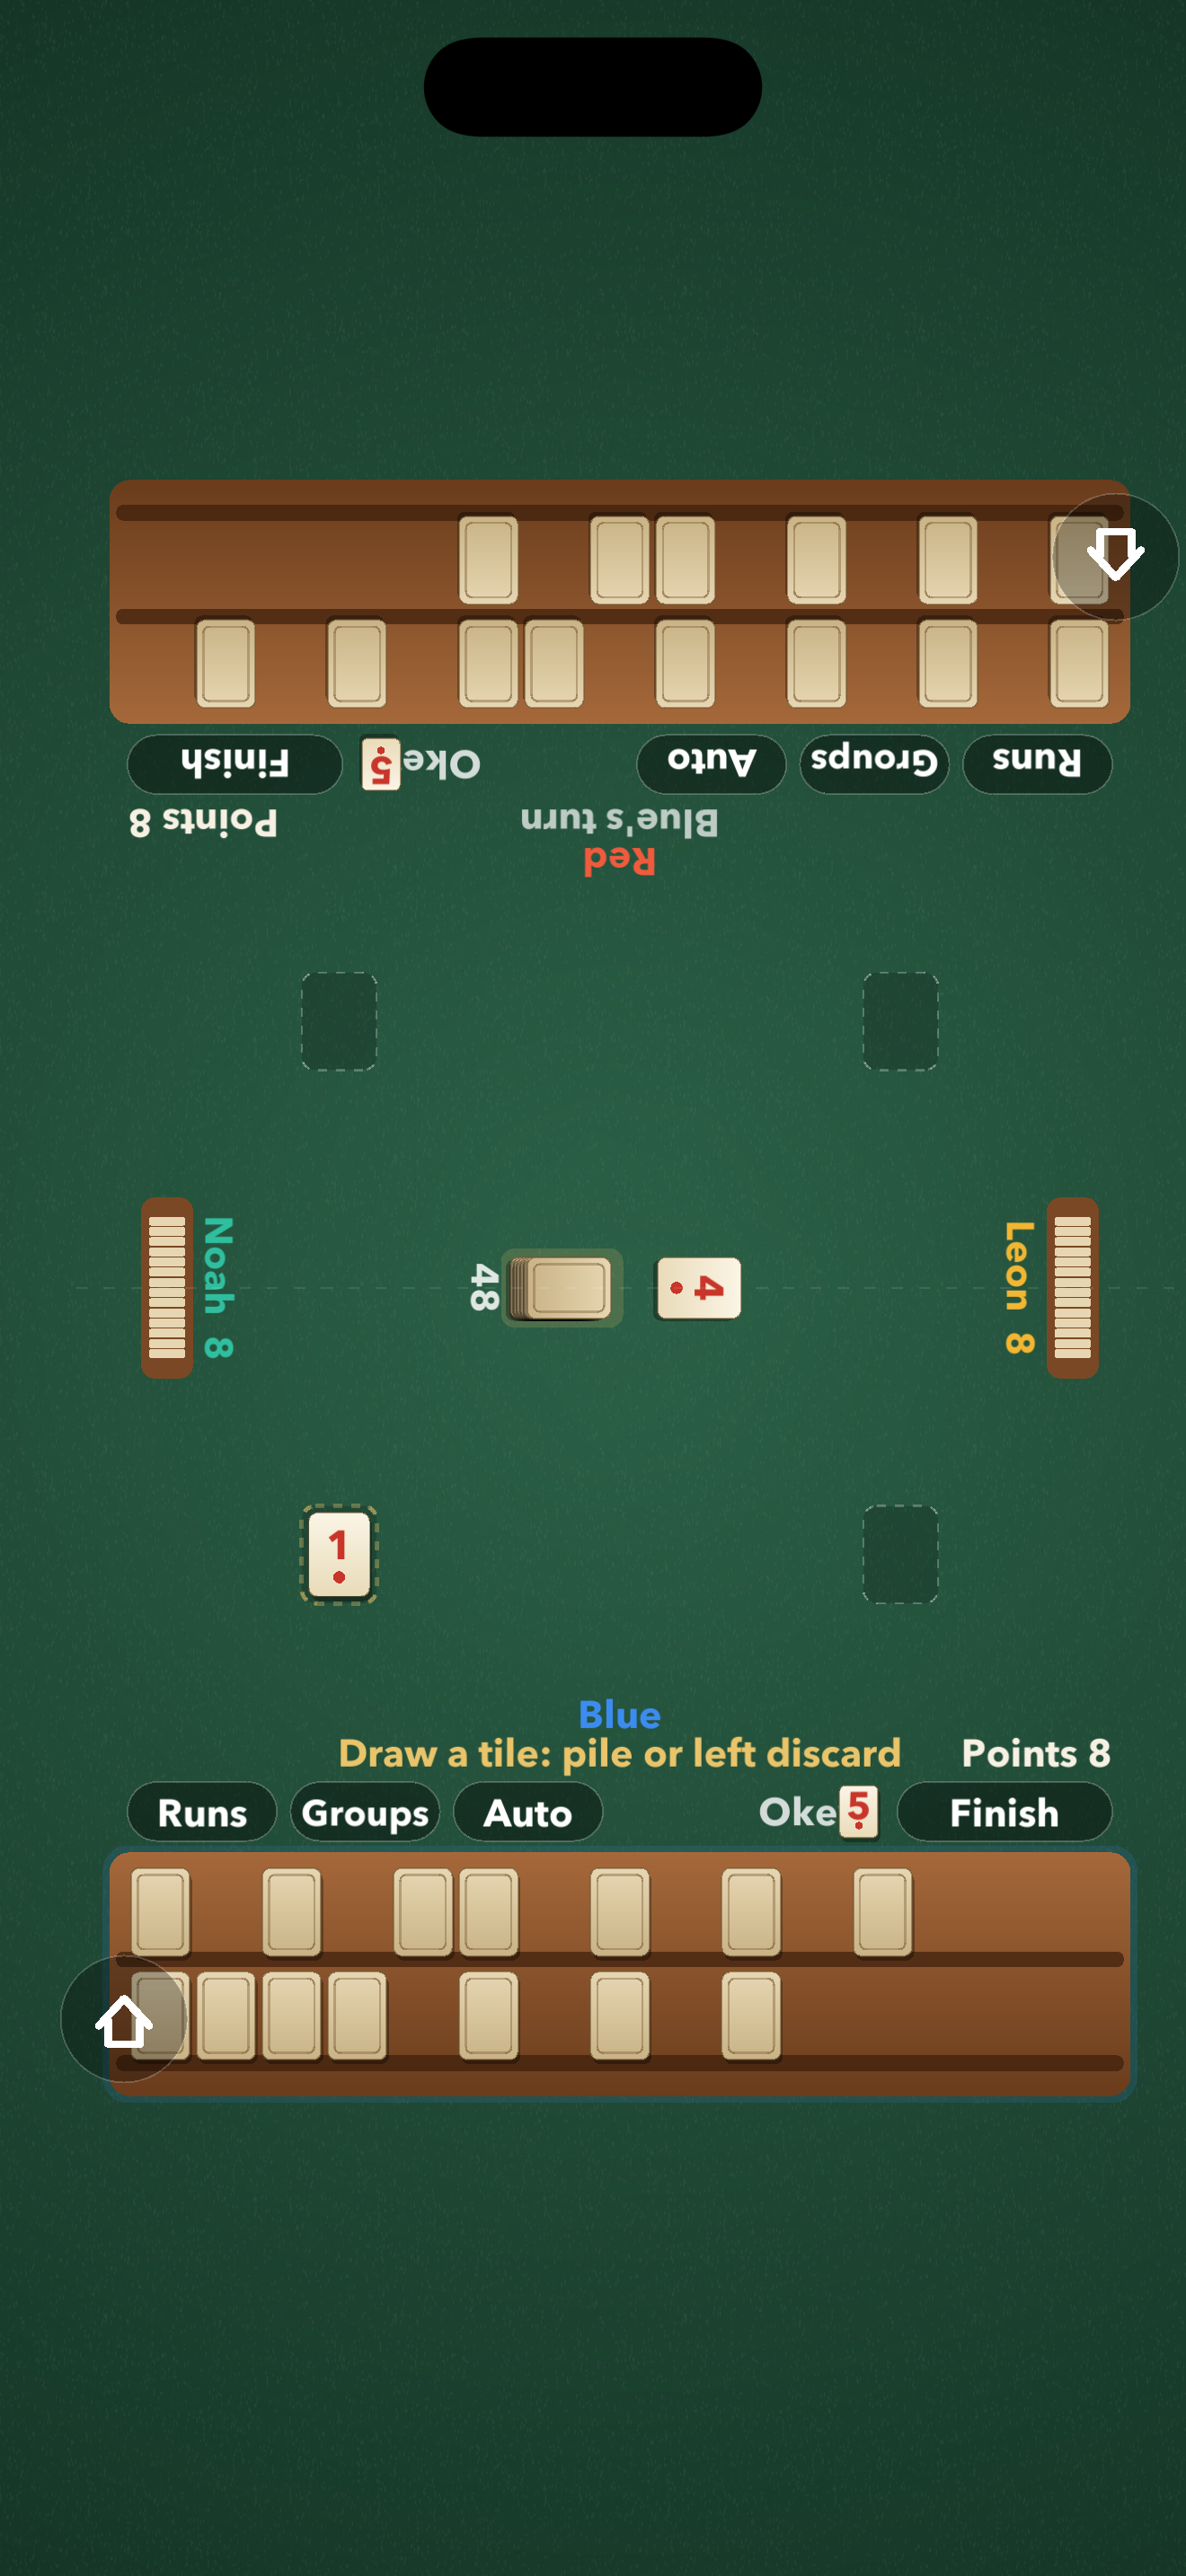 Finish
5
Oke
Auto
Groups
Runs
Points 8
Blue's turn
Red
Noah 8
48
4
Leon 8
1
Blue
Draw a tile: pile or left discard
Points 8
Runs
Groups
Auto
Oke
5
Finish